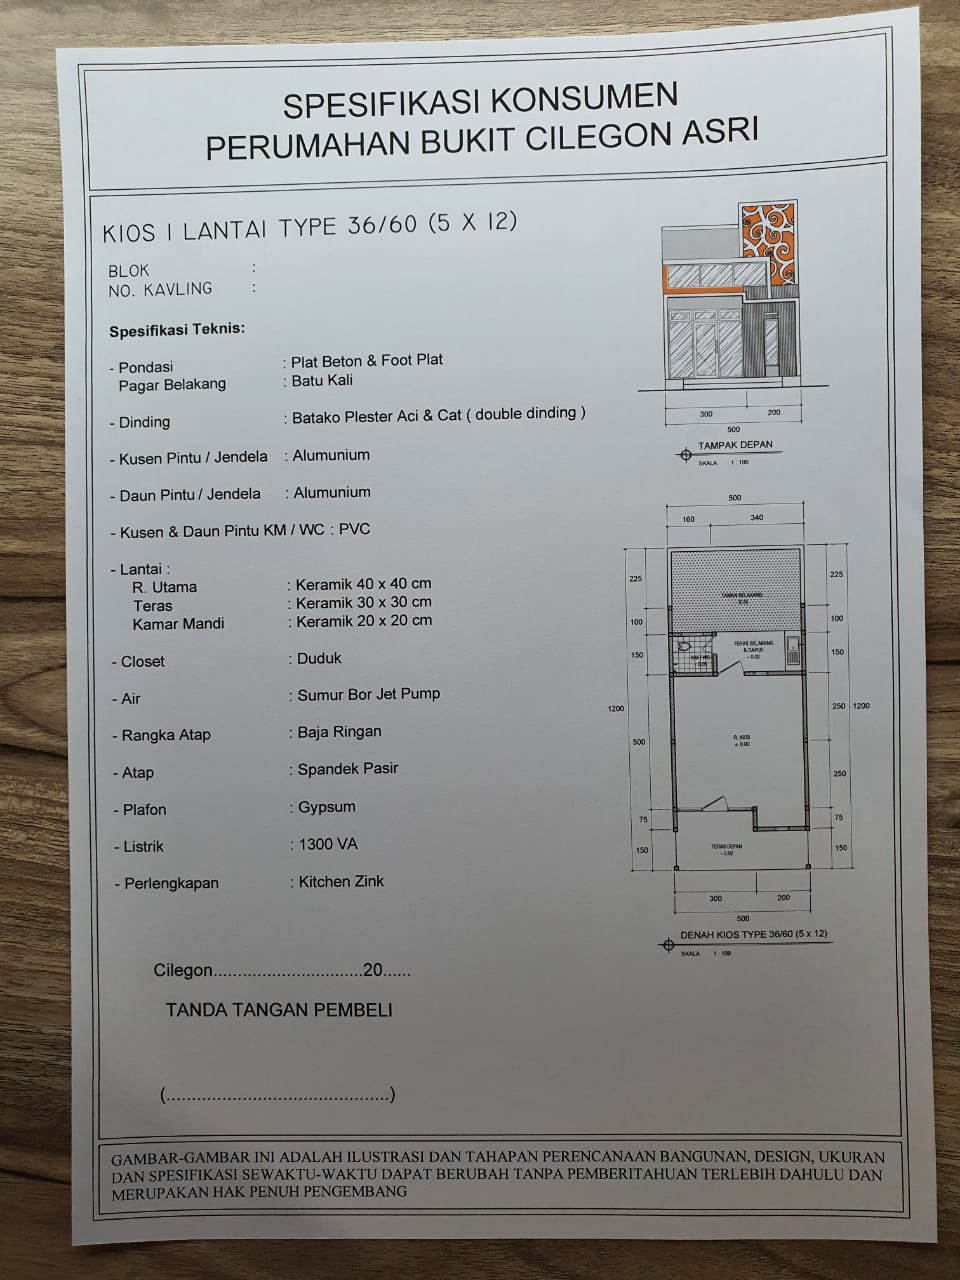 SPESIFIKASI KONSUMEN
PERUMAHAN BUKIT CILEGON ASRI
KIOS 1 LANTAI TYPE 36/60 (5 X 12)
BLOK :
NO. KAVLING :
Spesifikasi Teknis:
- Pondasi : Plat Beton & Foot Plat
Pagar Belakang : Batu Kali
- Dinding : Batako Plester Aci & Cat ( double dinding )
- Kusen Pintu / Jendela : Alumunium
- Daun Pintu / Jendela : Alumunium
- Kusen & Daun Pintu KM / WC : PVC
- Lantai :
R. Utama : Keramik 40 x 40 cm
Teras : Keramik 30 x 30 cm
Kamar Mandi : Keramik 20 x 20 cm
- Closet : Duduk
- Air : Sumur Bor Jet Pump
- Rangka Atap : Baja Ringan
- Atap : Spandek Pasir
- Plafon : Gypsum
- Listrik : 1300 VA
- Perlengkapan : Kitchen Zink
Cilegon..............................20......
TANDA TANGAN PEMBELI
(.............................................)
300 200
500
TAMPAK DEPAN
SKALA 1 : 100
500
160 340
225 225
TAMAN BELAKANG
100 100
TERAS BELAKANG
& DAPUR
- 0.02
KM / WC
150 150
1200 250 1200
R. KIOS
± 0.00
500
250
75 75
TERAS DEPAN
- 0.02
150 150
300 200
500
DENAH KIOS TYPE 36/60 (5 x 12)
SKALA 1 : 100
GAMBAR-GAMBAR INI ADALAH ILUSTRASI DAN TAHAPAN PERENCANAAN BANGUNAN, DESIGN, UKURAN
DAN SPESIFIKASI SEWAKTU-WAKTU DAPAT BERUBAH TANPA PEMBERITAHUAN TERLEBIH DAHULU DAN
MERUPAKAN HAK PENUH PENGEMBANG